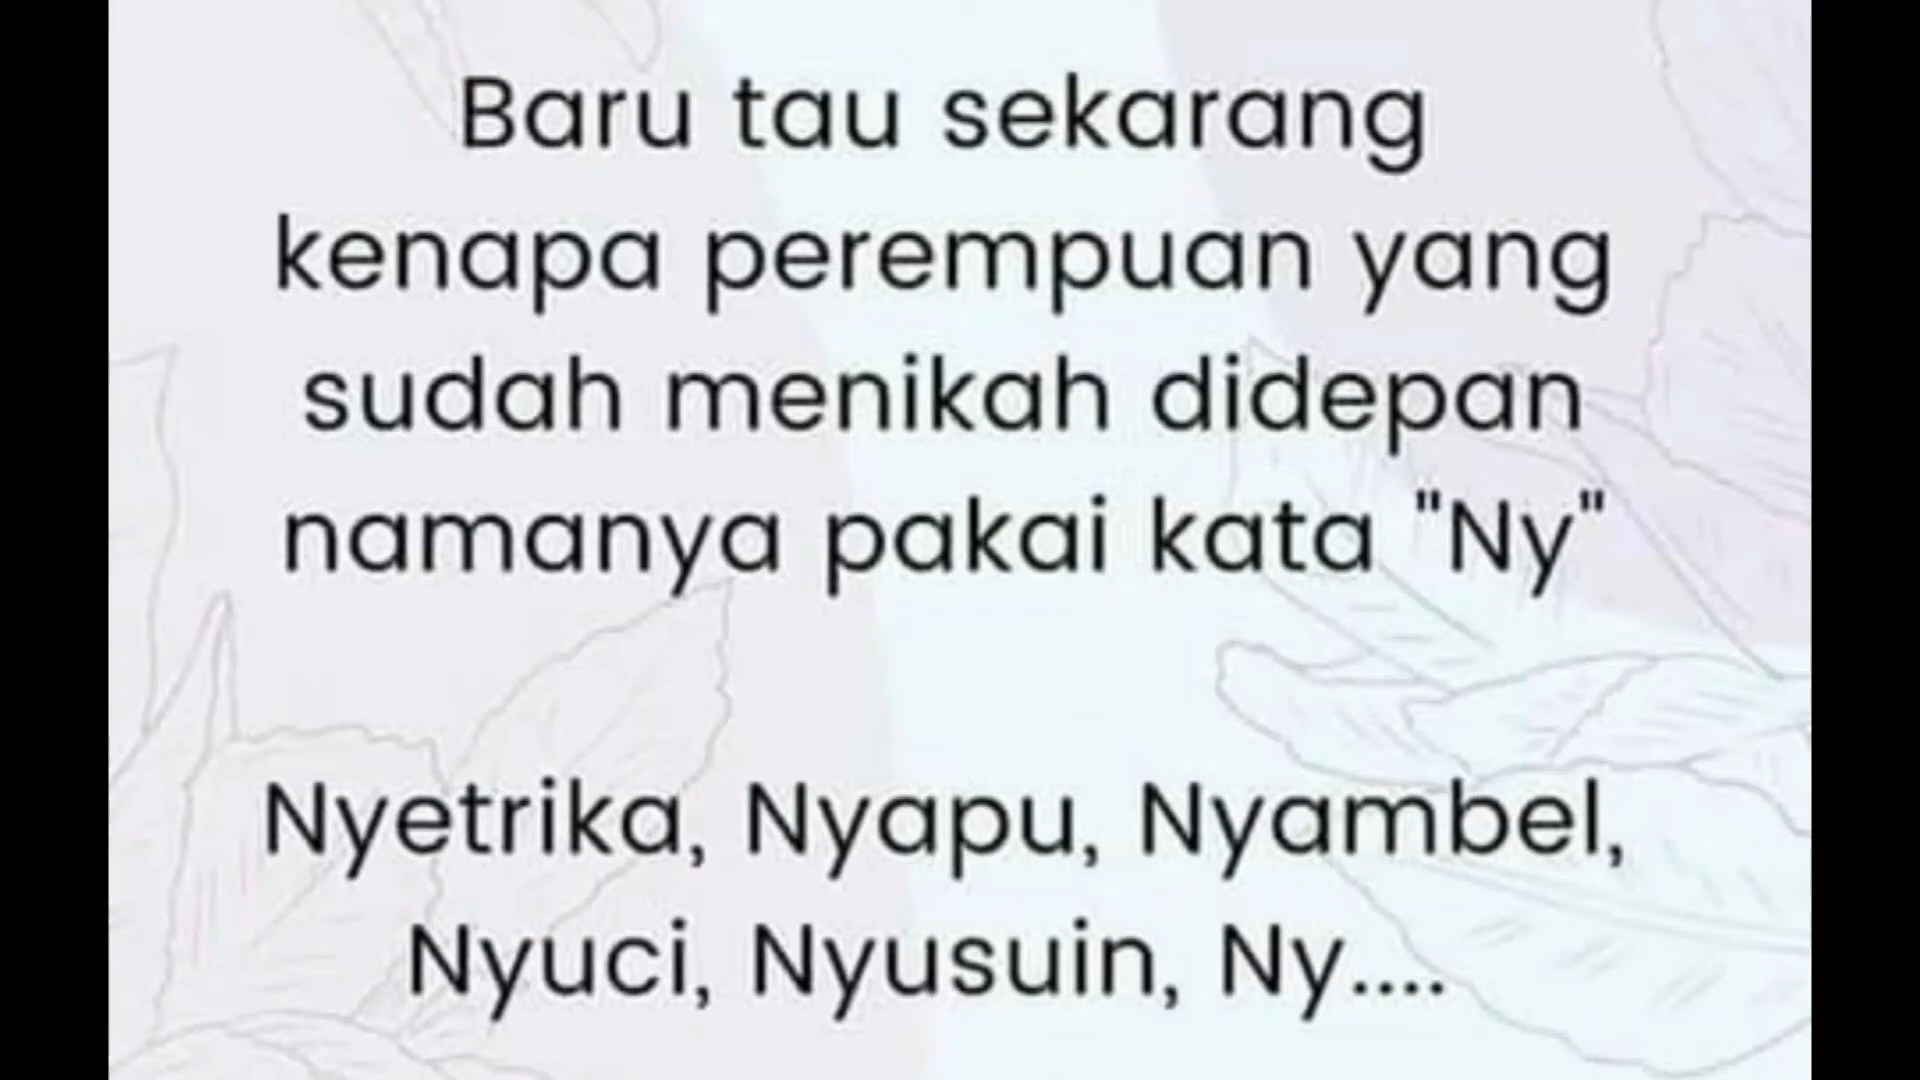 Baru tau sekarang
kenapa perempuan yang
sudah menikah didepan
namanya pakai kata "Ny"
Nyetrika, Nyapu, Nyambel,
Nyuci, Nyusuin, Ny....